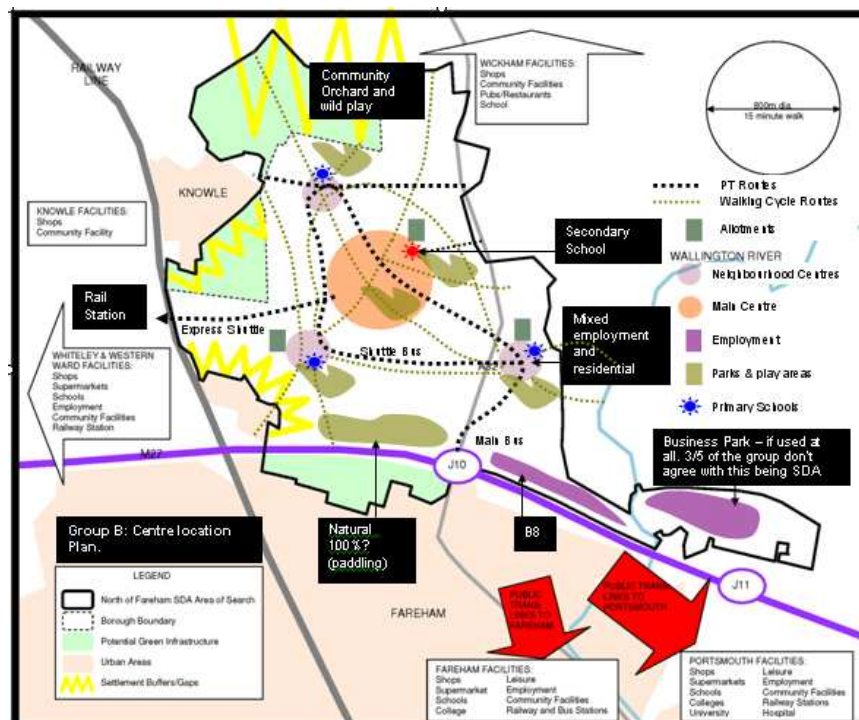 RAILWAY
LINE
Community
Orchard and
wild play
WICKHAM FACILITIES:
Shops
Community Facilities
Pubs/Restaurants
School
800m dia.
15 minute walk
KNOWLE
KNOWLE FACILITIES:
Shops
Community Facility
PT Routes
Walking Cycle Routes
Allotments
WALLINGTON RIVER
Neighbourhood Centres
Main Centre
Employment
Parks & play areas
Primary Schools
Secondary
School
Rail
Station
Express Shuttle
Shuttle Bus
Mixed
employment
and
residential
A32
WHITELEY & WESTERN
WARD FACILITIES:
Shops
Supermarkets
Schools
Employment
Community Facilities
Railway Station
M27
Main Bus
J10
Business Park – if used at
all. 3/5 of the group don't
agree with this being SDA
Group B: Centre location
Plan.
Natural
100%?
(padding)
B8
J11
LEGEND
North of Fareham SDA Area of Search
Borough Boundary
Potential Green Infrastructure
Urban Areas
Settlement Buffers/Gaps
FAREHAM
PUBLIC
TRANS
LINKS TO
FAREHAM
PUBLIC TRANS
LINKS TO
PORTSMOUTH
FAREHAM FACILITIES:
Shops Leisure
Supermarket Employment
Schools Community Facilities
College Railway and Bus Stations
PORTSMOUTH FACILITIES:
Shops Leisure
Supermarkets Employment
Schools Community Facilities
Colleges Railway Stations
University Hospital